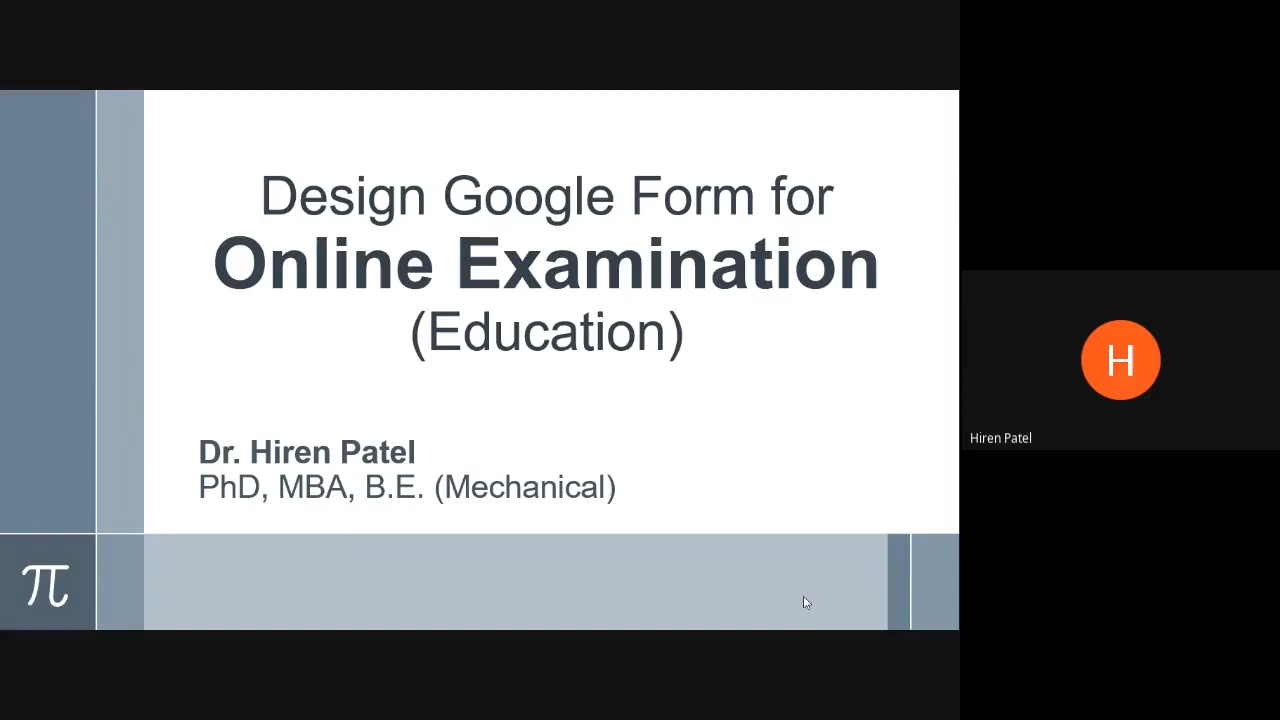 Design Google Form for
Online Examination
(Education)
Dr. Hiren Patel
PhD, MBA, B.E. (Mechanical)
π
H
Hiren Patel